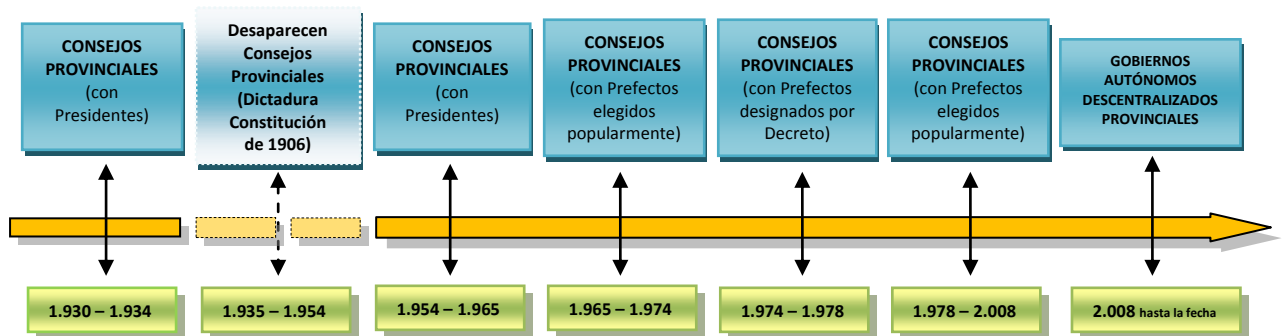 CONSEJOS
PROVINCIALES
(con
Presidentes)
Desaparecen
Consejos
Provinciales
(Dictadura
Constitución
de 1906)
CONSEJOS
PROVINCIALES
(con
Presidentes)
CONSEJOS
PROVINCIALES
(con Prefectos
elegidos
popularmente)
CONSEJOS
PROVINCIALES
(con Prefectos
designados por
Decreto)
CONSEJOS
PROVINCIALES
(con Prefectos
elegidos
popularmente)
GOBIERNOS
AUTÓNOMOS
DESCENTRALIZADOS
PROVINCIALES
1.930 – 1.934
1.935 – 1.954
1.954 – 1.965
1.965 – 1.974
1.974 – 1.978
1.978 – 2.008
2.008 hasta la fecha